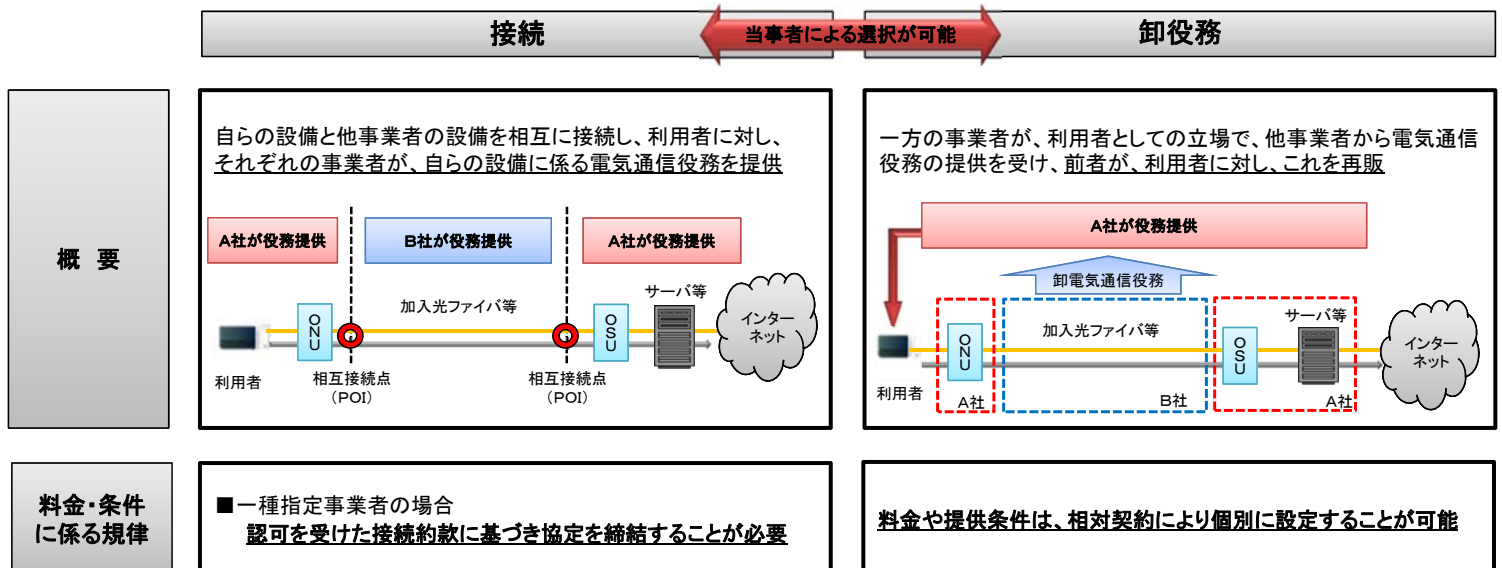 接続
当事者による選択が可能
卸役務
概 要
自らの設備と他事業者の設備を相互に接続し、利用者に対し、
それぞれの事業者が、自らの設備に係る電気通信役務を提供
A社が役務提供
B社が役務提供
A社が役務提供
ONU
加入光ファイバ等
OSU
サーバ等
インター
ネット
利用者
相互接続点
(POI)
相互接続点
(POI)
一方の事業者が、利用者としての立場で、他事業者から電気通信
役務の提供を受け、前者が、利用者に対し、これを再販
A社が役務提供
卸電気通信役務
ONU
加入光ファイバ等
OSU
サーバ等
インター
ネット
利用者
A社
B社
A社
料金・条件
に係る規律
■一種指定事業者の場合
認可を受けた接続約款に基づき協定を締結することが必要
料金や提供条件は、相対契約により個別に設定することが可能